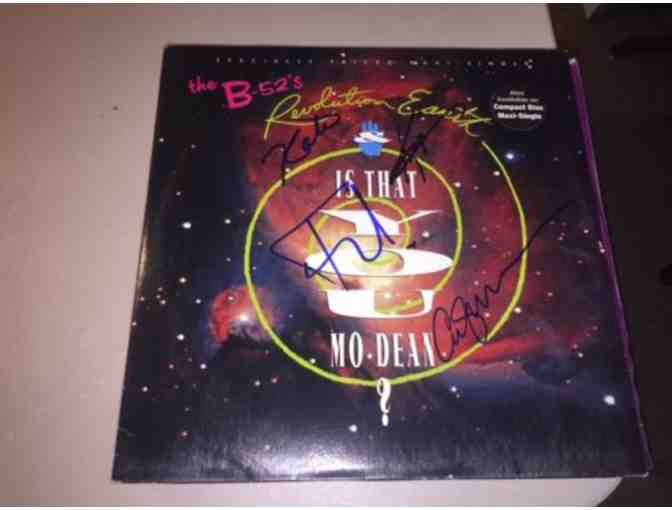 SPECIALLY PRICED MAXI-SINGLE
the B-52's
Revolution Earth
Also
Available on
Compact Disc
Maxi-Single
Kate
IS THAT
MO•DEAN
?